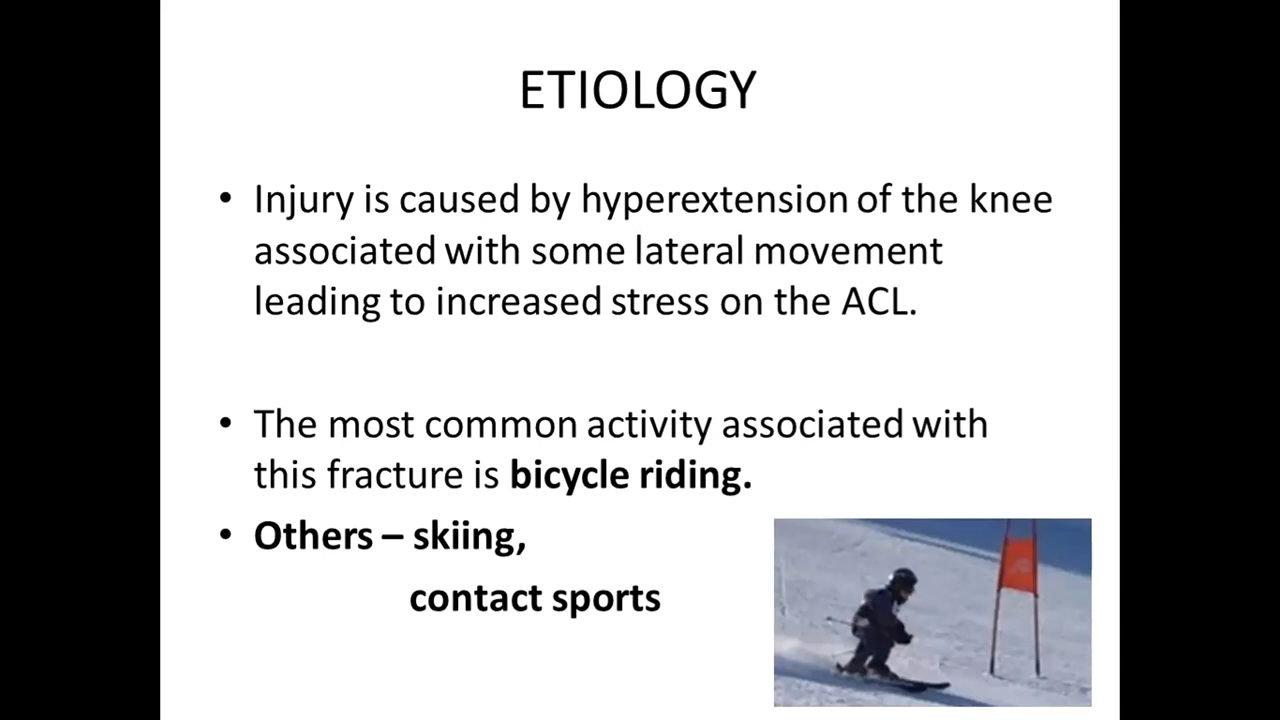 ETIOLOGY
• Injury is caused by hyperextension of the knee
associated with some lateral movement
leading to increased stress on the ACL.
• The most common activity associated with
this fracture is bicycle riding.
• Others – skiing,
contact sports